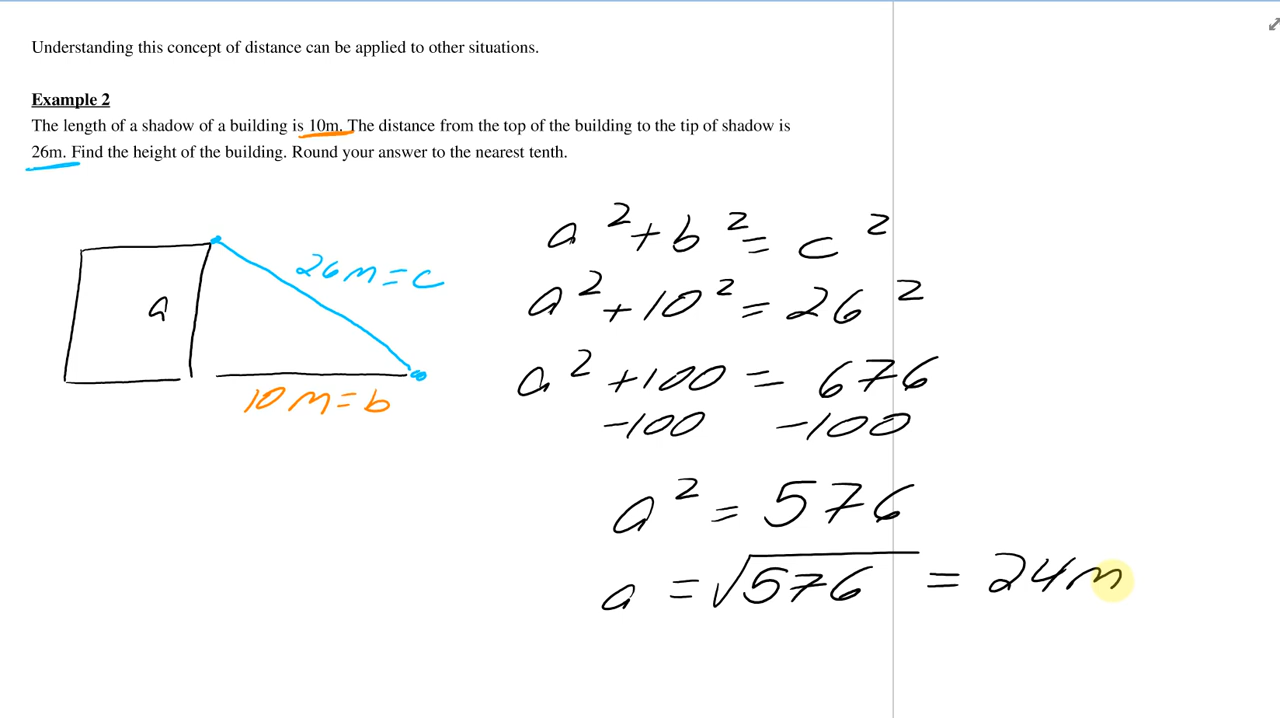 Understanding this concept of distance can be applied to other situations.
Example 2
The length of a shadow of a building is 10m. The distance from the top of the building to the tip of shadow is
26m. Find the height of the building. Round your answer to the nearest tenth.
a
26m=c
10m=b
a²+b²=c²
a²+10²=26²
a²+100=676
-100 -100
a²=576
a=√576=24m